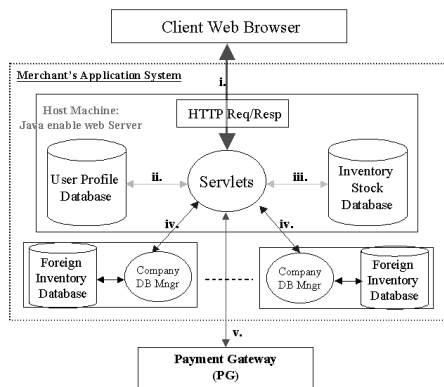 Client Web Browser
i.
Merchant's Application System
Host Machine:
Java enable web Server
HTTP Req/Resp
User Profile
Database
ii.
Servlets
iii.
Inventory
Stock
Database
iv.
iv.
Foreign
Inventory
Database
Company
DB Mngr
Company
DB Mngr
Foreign
Inventory
Database
v.
Payment Gateway
(PG)